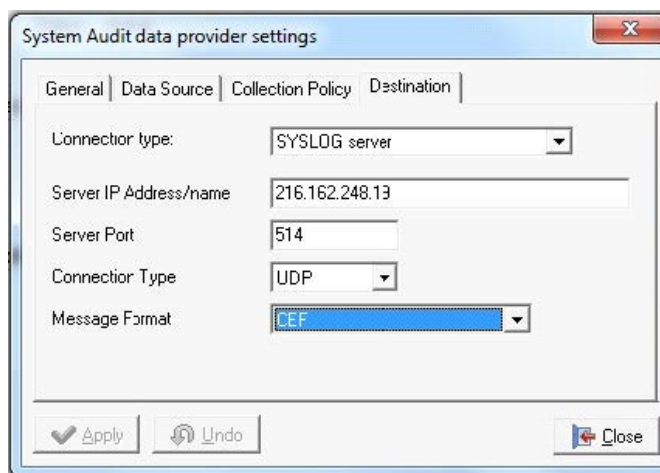 System Audit data provider settings
General Data Source Collection Policy Destination
Connector type: SYSLOG server
Server IP Address/name 216.162.248.13
Server Port 514
Connection Type UDP
Message Format CEF
Apply Undo Close